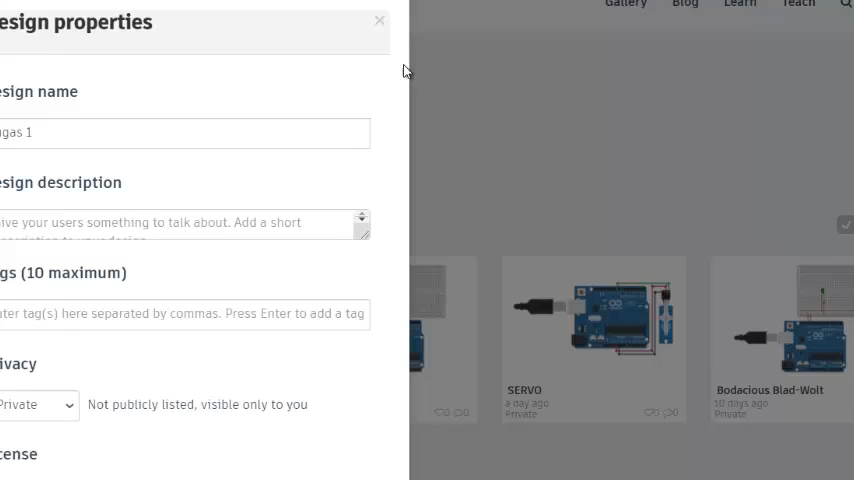 esign properties
×
Gallery Blog Learn Teach
esign name
gas 1
esign description
ive your users something to talk about. Add a short
gs (10 maximum)
nter tag(s) here separated by commas. Press Enter to add a tag
ivacy
Private
Not publicly listed, visible only to you
cense
SERVO
a day ago
Private
0 0
Bodacious Blad-Wolt
10 days ago
Private